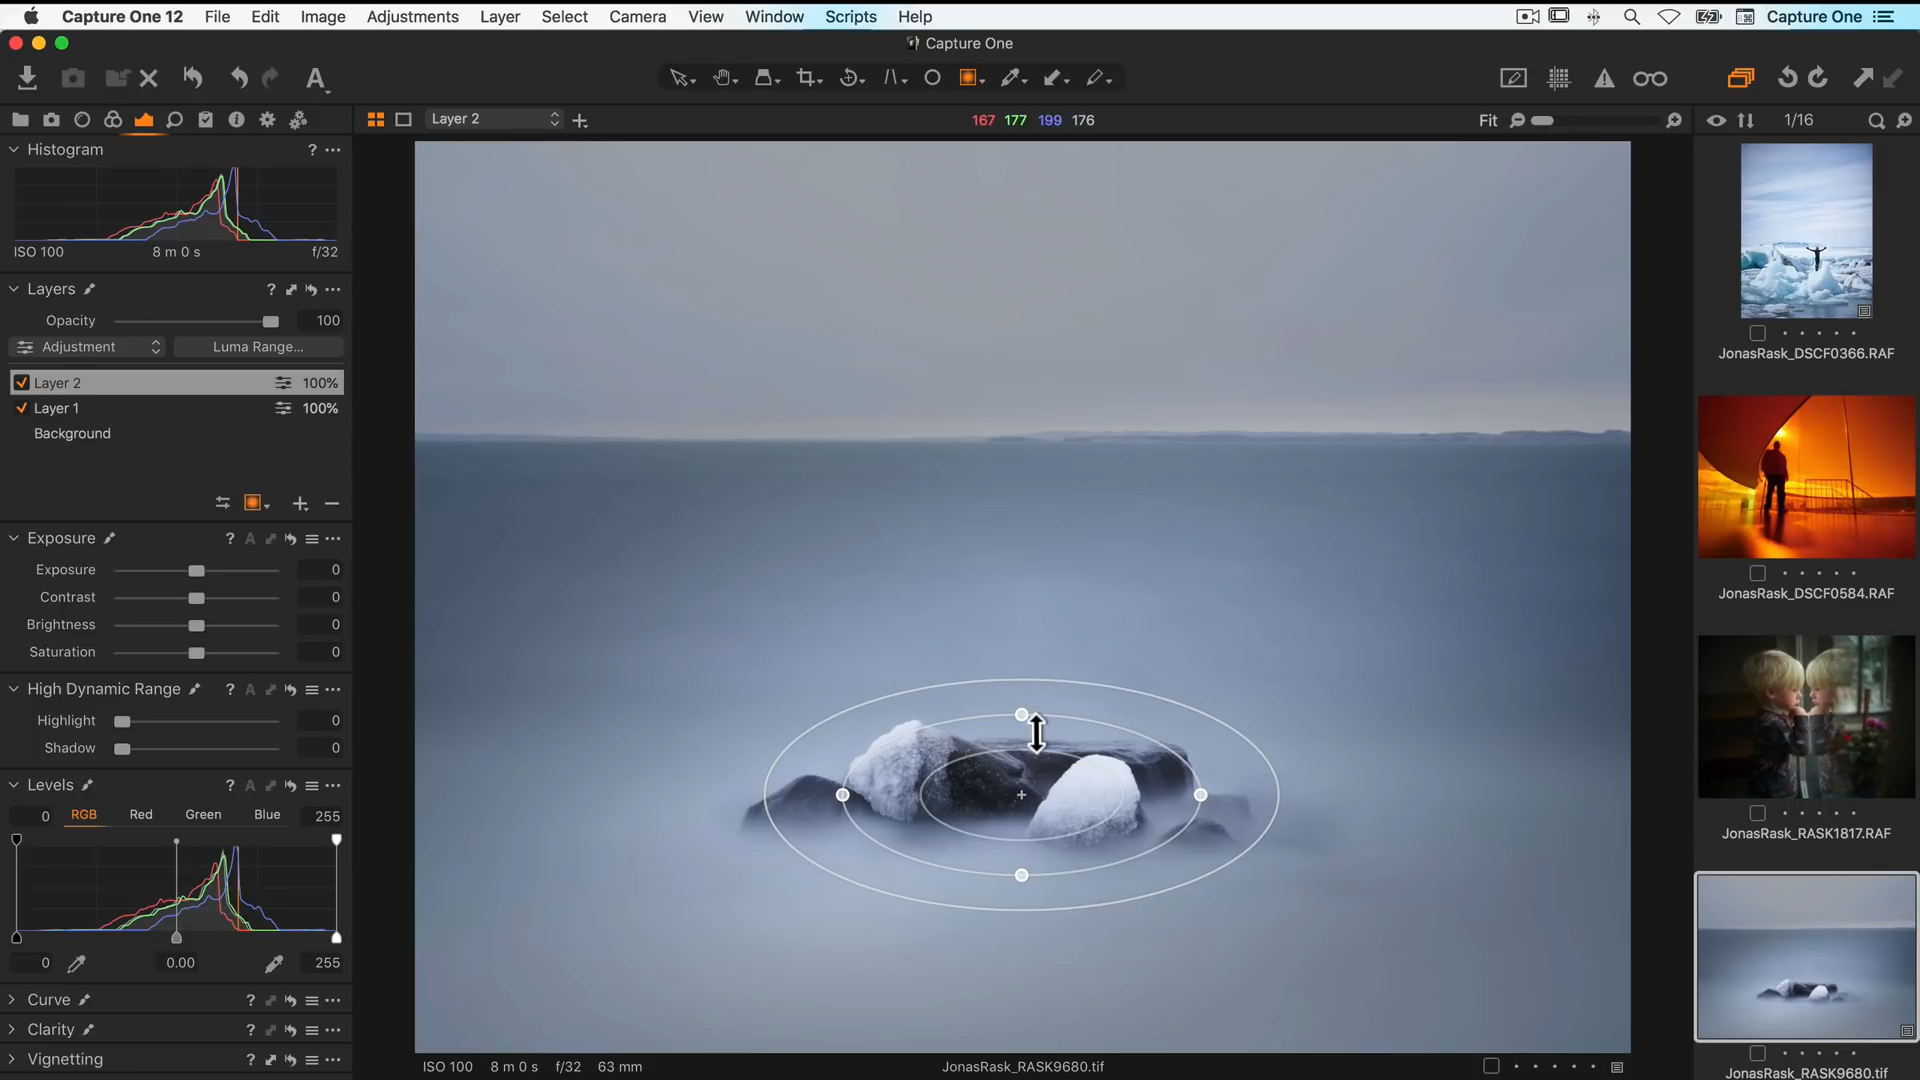 Capture One 12 File Edit Image Adjustments Layer Select Camera View Window Scripts Help Capture One
Capture One
A
Layer 2 167 177 199 176 Fit 1/16
Histogram ?
ISO 100 8 m 0 s f/32
Layers ?
Opacity 100
Adjustment Luma Range...
Layer 2 100%
Layer 1 100%
Background
Exposure ? A
Exposure 0
Contrast 0
Brightness 0
Saturation 0
High Dynamic Range ? A
Highlight 0
Shadow 0
Levels ? A
0 RGB Red Green Blue 255
0 0.00 255
Curve ?
Clarity ?
Vignetting ?
ISO 100 8 m 0 s f/32 63 mm JonasRask_RASK9680.tif
JonasRask_DSCF0366.RAF
JonasRask_DSCF0584.RAF
JonasRask_RASK1817.RAF
JonasRask_RASK9680.tif